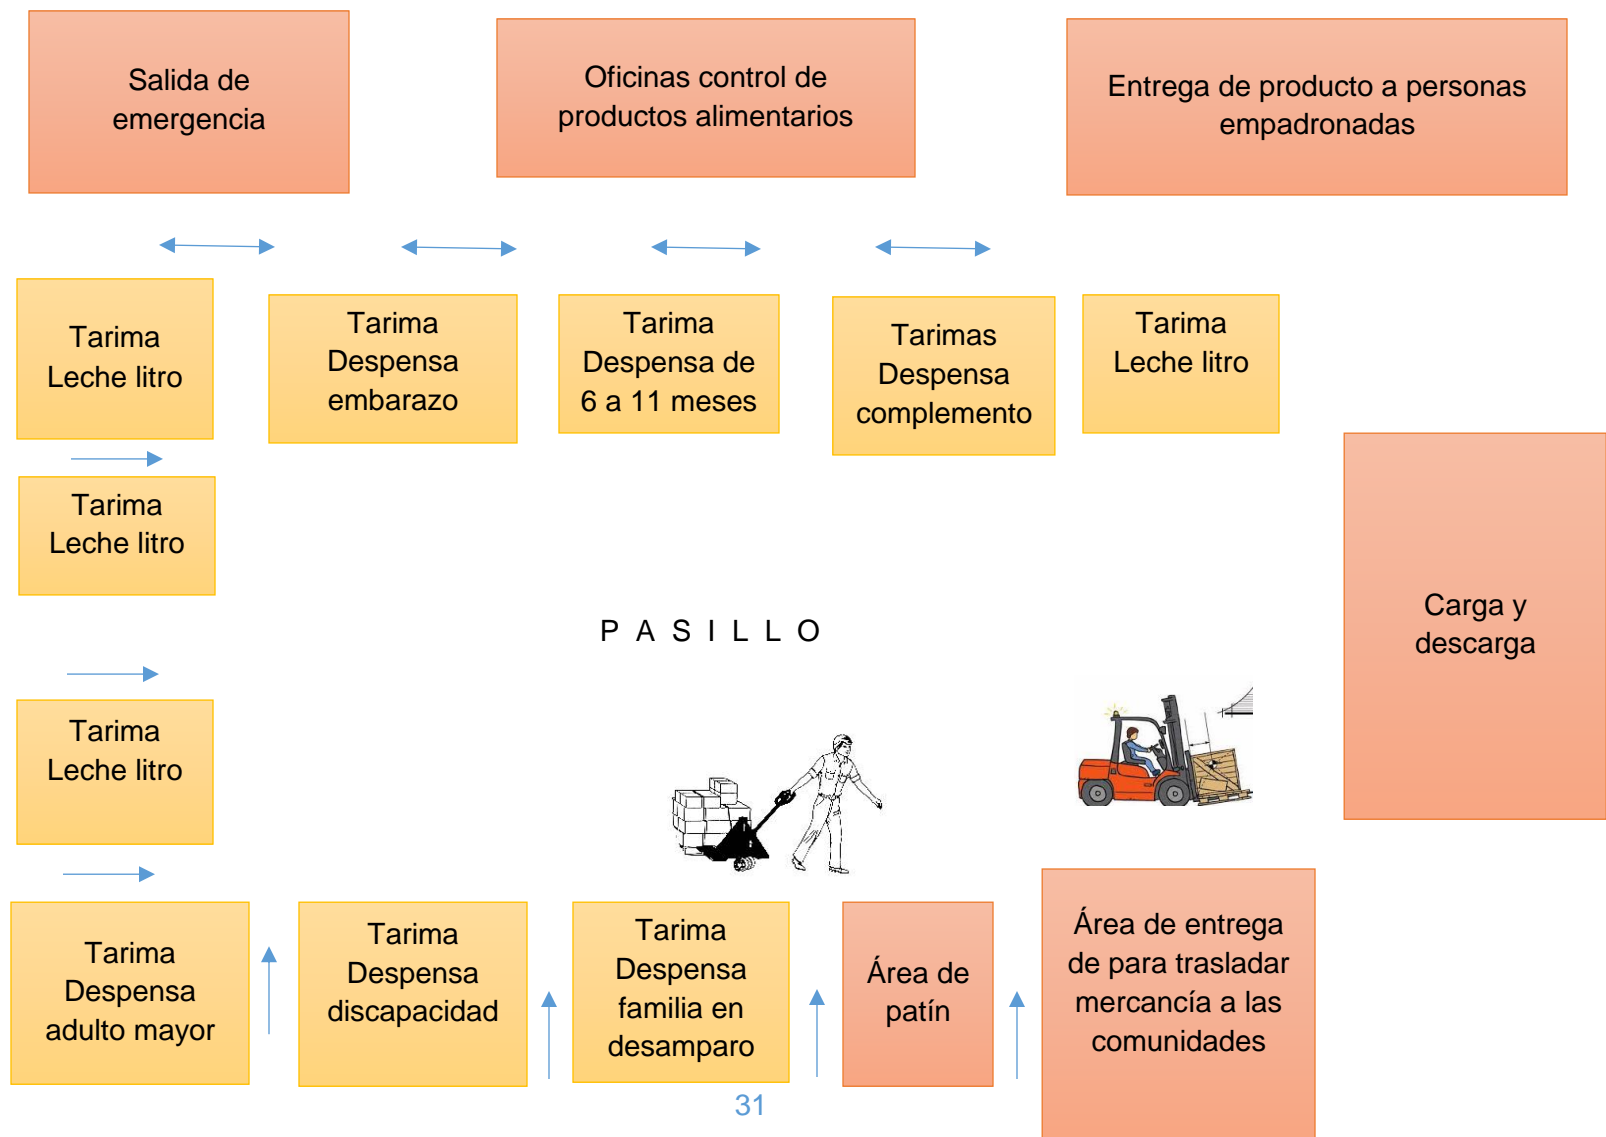 Salida de
emergencia
Oficinas control de
productos alimentarios
Entrega de producto a personas
empadronadas
Tarima
Leche litro
Tarima
Despensa
embarazo
Tarima
Despensa de
6 a 11 meses
Tarimas
Despensa
complemento
Tarima
Leche litro
Tarima
Leche litro
Carga y
descarga
P A S I L L O
Tarima
Leche litro
Tarima
Despensa
adulto mayor
Tarima
Despensa
discapacidad
Tarima
Despensa
familia en
desamparo
Área de
patín
Área de entrega
de para trasladar
mercancía a las
comunidades
31